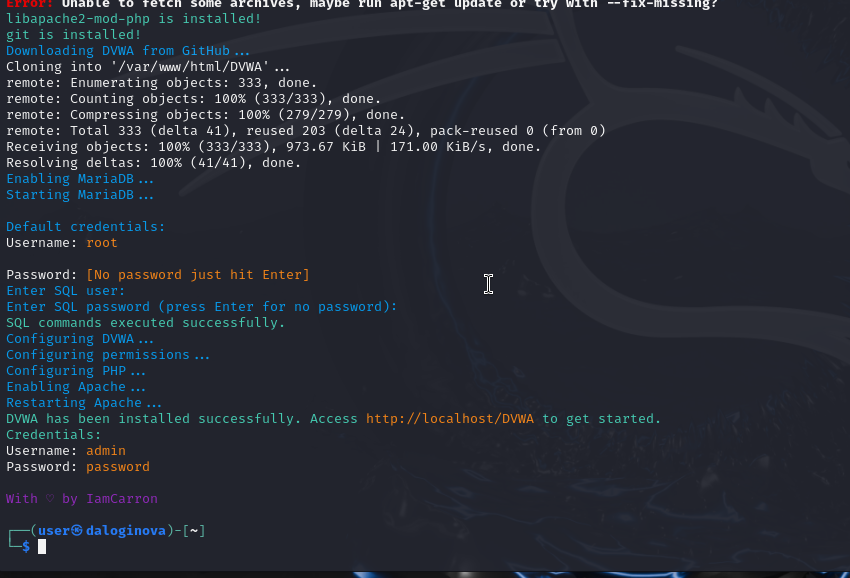 Error! Unable to fetch some archives, maybe run apt-get update or try with --fix-missing?
libapache2-mod-php is installed!
git is installed!
Downloading DVWA from GitHub...
Cloning into '/var/www/html/DVWA'...
remote: Enumerating objects: 333, done.
remote: Counting objects: 100% (333/333), done.
remote: Compressing objects: 100% (279/279), done.
remote: Total 333 (delta 41), reused 203 (delta 24), pack-reused 0 (from 0)
Receiving objects: 100% (333/333), 973.67 KiB | 171.00 KiB/s, done.
Resolving deltas: 100% (41/41), done.
Enabling MariaDB...
Starting MariaDB...
Default credentials:
Username: root
Password: [No password just hit Enter]
Enter SQL user:
Enter SQL password (press Enter for no password):
SQL commands executed successfully.
Configuring DVWA...
Configuring permissions...
Configuring PHP...
Enabling Apache...
Restarting Apache...
DVWA has been installed successfully. Access http://localhost/DVWA to get started.
Credentials:
Username: admin
Password: password
With ♡ by IamCarron
┌──(user㉿daloginova)-[~]
└─$